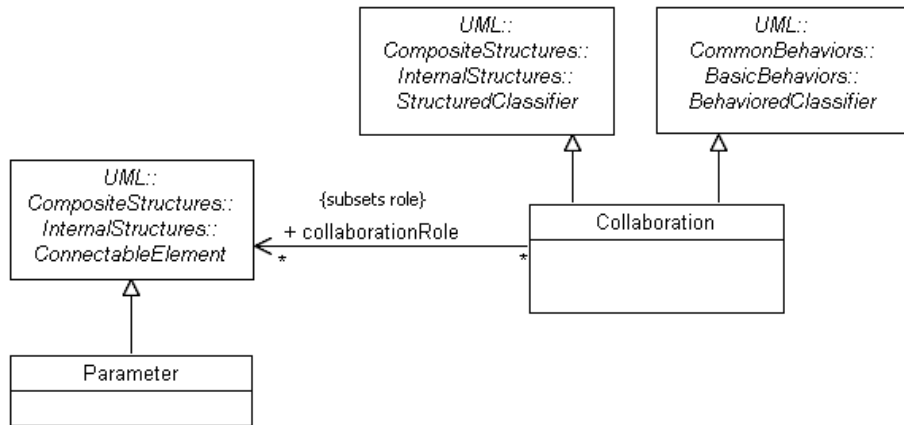 UML::
CompositeStructures::
InternalStructures::
StructuredClassifier
UML::
CommonBehaviors::
BasicBehaviors::
BehavioredClassifier
UML::
CompositeStructures::
InternalStructures::
ConnectableElement
{subsets role}
+ collaborationRole
*
*
Collaboration
Parameter